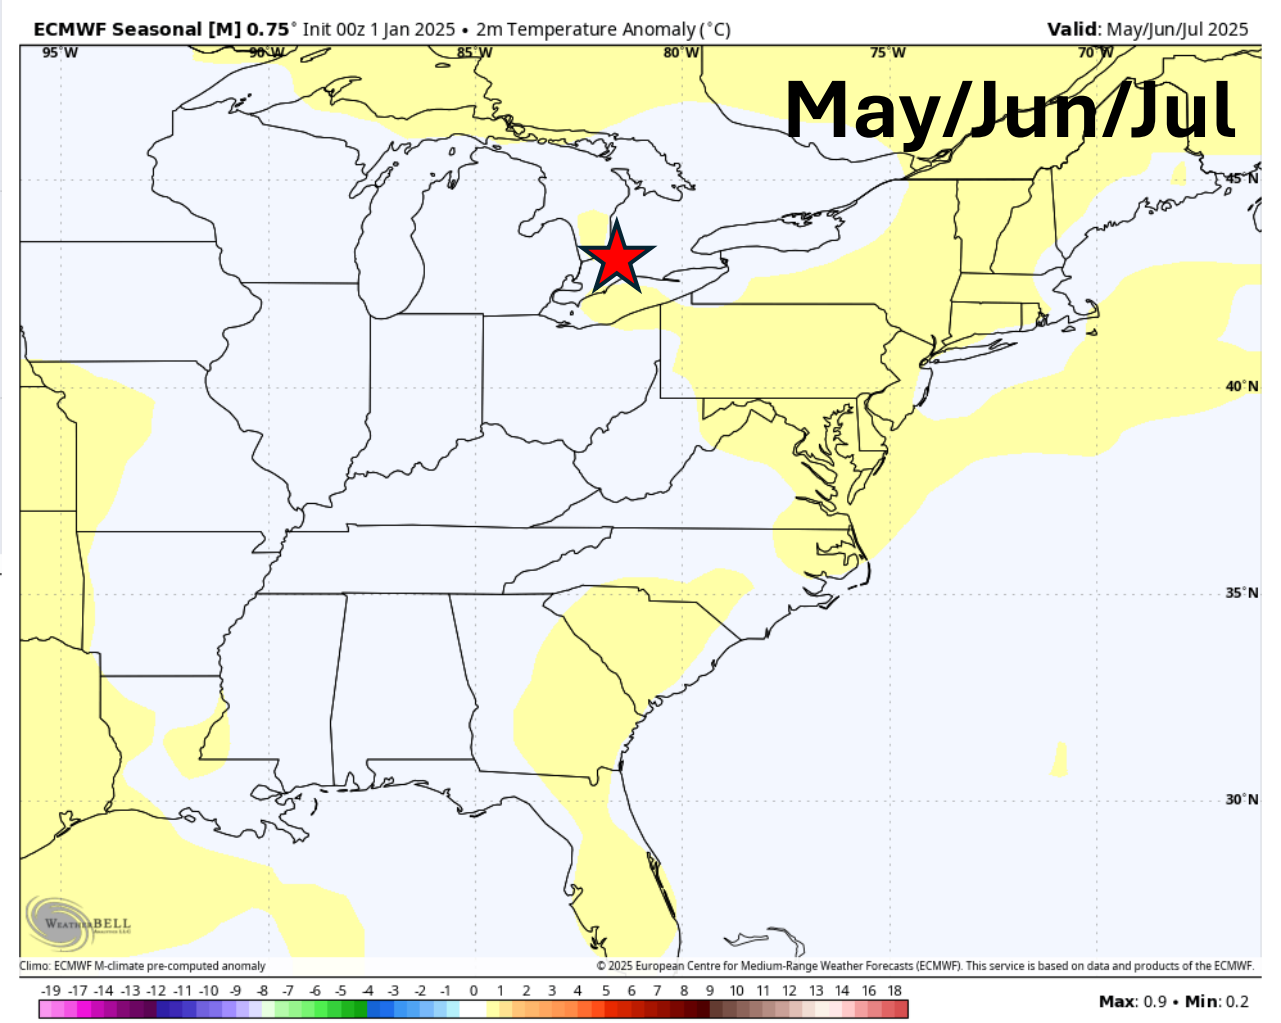 ECMWF Seasonal [M] 0.75° Init 00z 1 Jan 2025 • 2m Temperature Anomaly (°C) Valid: May/Jun/Jul 2025
95°W 90°W 85°W 80°W 75°W 70°W
May/Jun/Jul
45°N
40°N
35°N
30°N
WEATHERBELL
ANALYTICS LLC
Climo: ECMWF M-climate pre-computed anomaly © 2025 European Centre for Medium-Range Weather Forecasts (ECMWF). This service is based on data and products of the ECMWF.
-19 -17 -14 -13 -12 -11 -10 -9 -8 -7 -6 -5 -4 -3 -2 -1 0 1 2 3 4 5 6 7 8 9 10 11 12 13 14 16 18
Max: 0.9 • Min: 0.2